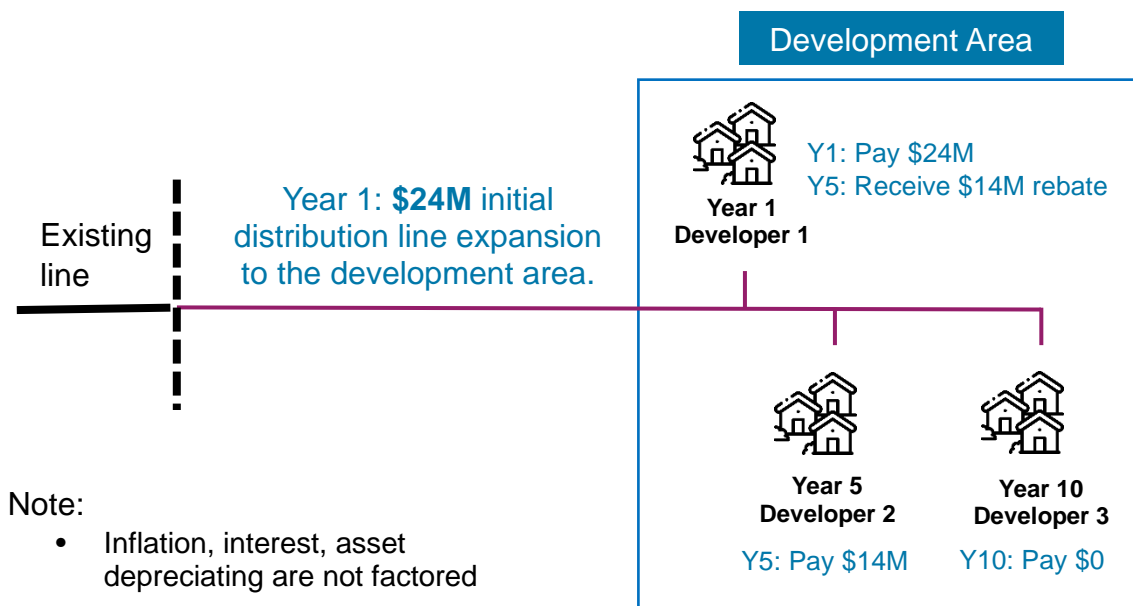 Development Area
Y1: Pay $24M
Y5: Receive $14M rebate
Year 1
Developer 1
Year 1: $24M initial
distribution line expansion
to the development area.
Existing
line
Year 5
Developer 2
Y5: Pay $14M
Year 10
Developer 3
Y10: Pay $0
Note:
• Inflation, interest, asset
depreciating are not factored